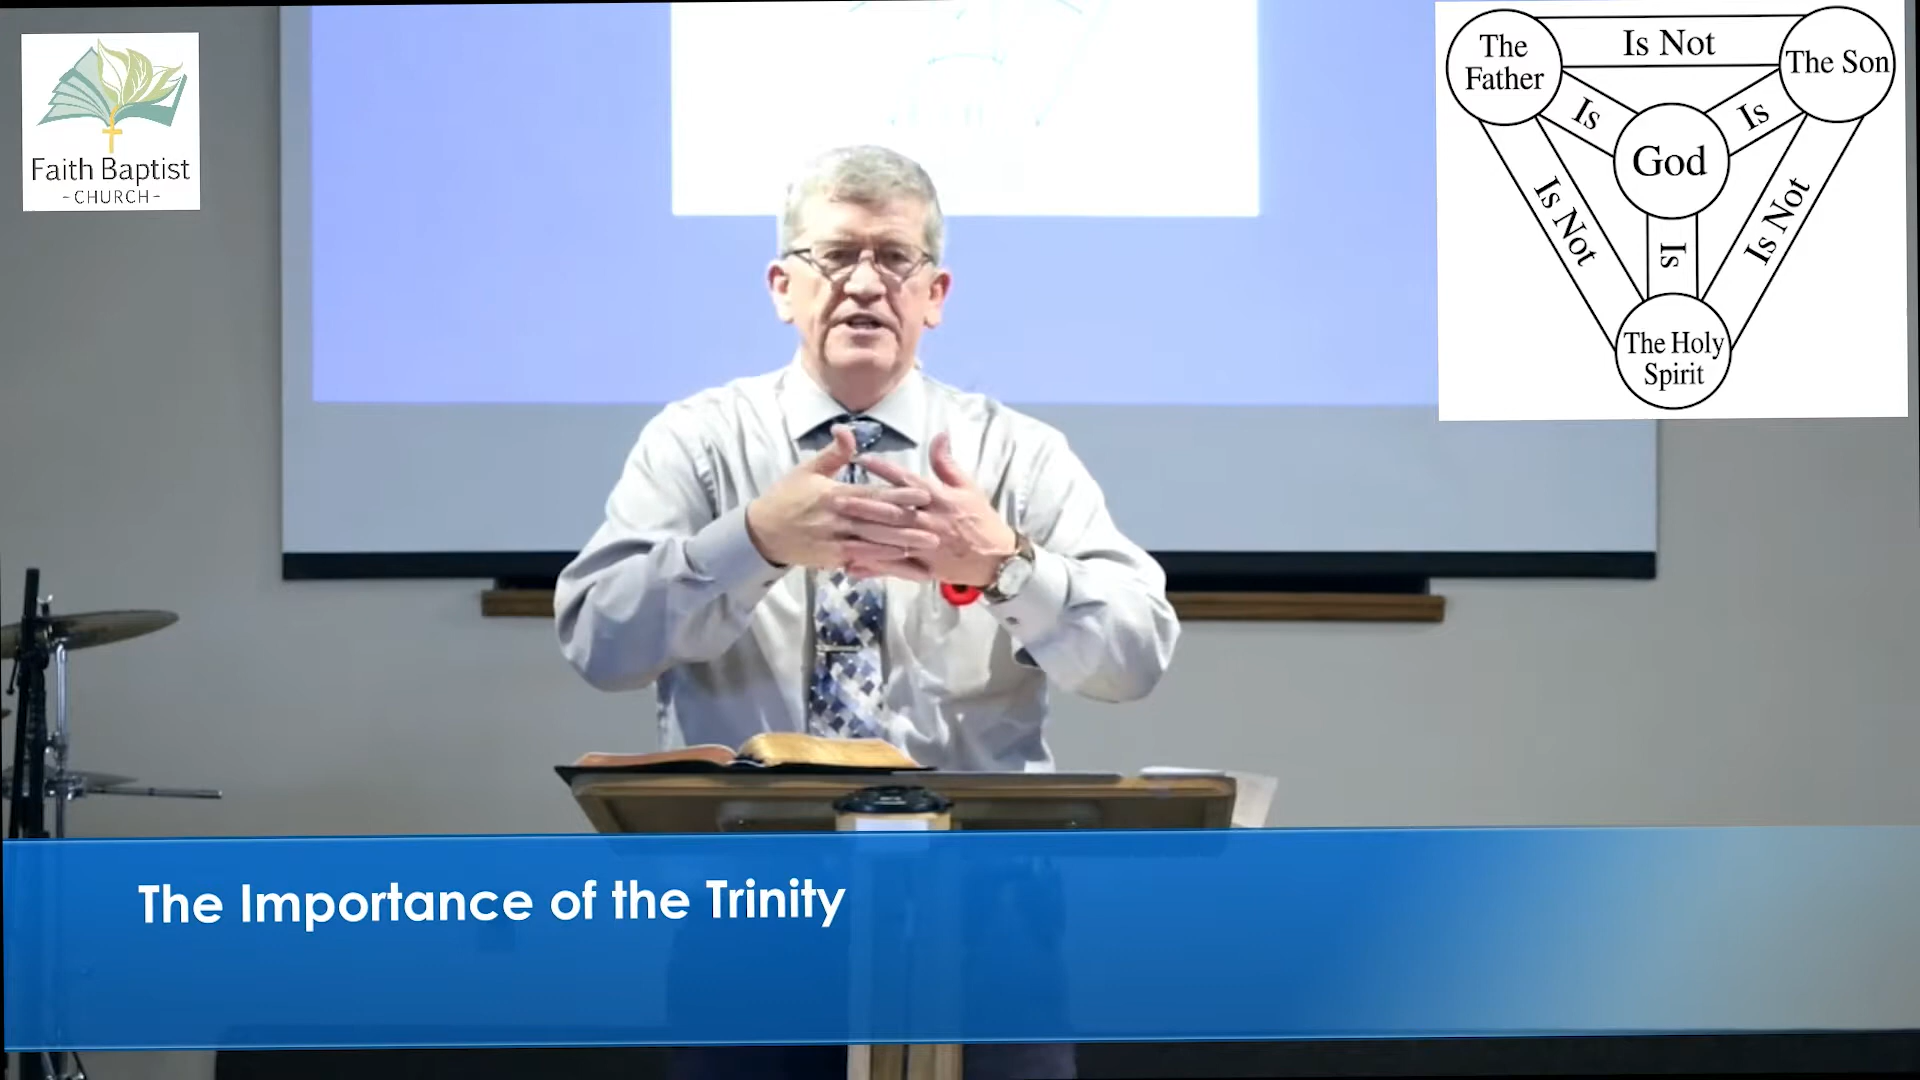 Faith Baptist
-CHURCH-
The
Father
Is Not
The Son
Is
Is
God
Is Not
Is
Is Not
The Holy
Spirit
The Importance of the Trinity